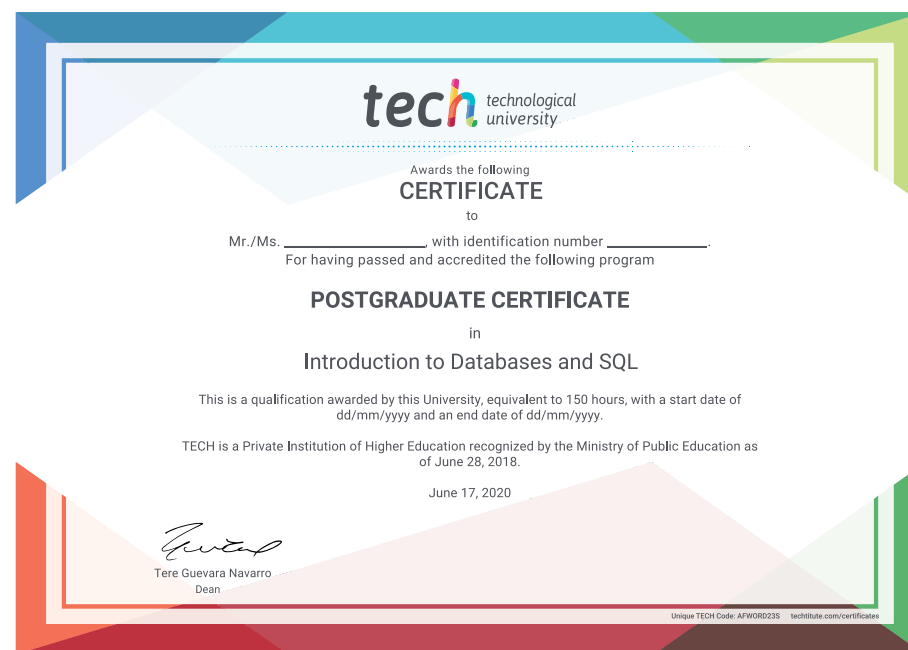 tech technological
university
Awards the following
CERTIFICATE
to
Mr./Ms. ________________, with identification number ____________.
For having passed and accredited the following program
POSTGRADUATE CERTIFICATE
in
Introduction to Databases and SQL
This is a qualification awarded by this University, equivalent to 150 hours, with a start date of
dd/mm/yyyy and an end date of dd/mm/yyyy.
TECH is a Private Institution of Higher Education recognized by the Ministry of Public Education as
of June 28, 2018.
June 17, 2020
Tere Guevara Navarro
Dean
Unique TECH Code: AFWORD23S techtitute.com/certificates